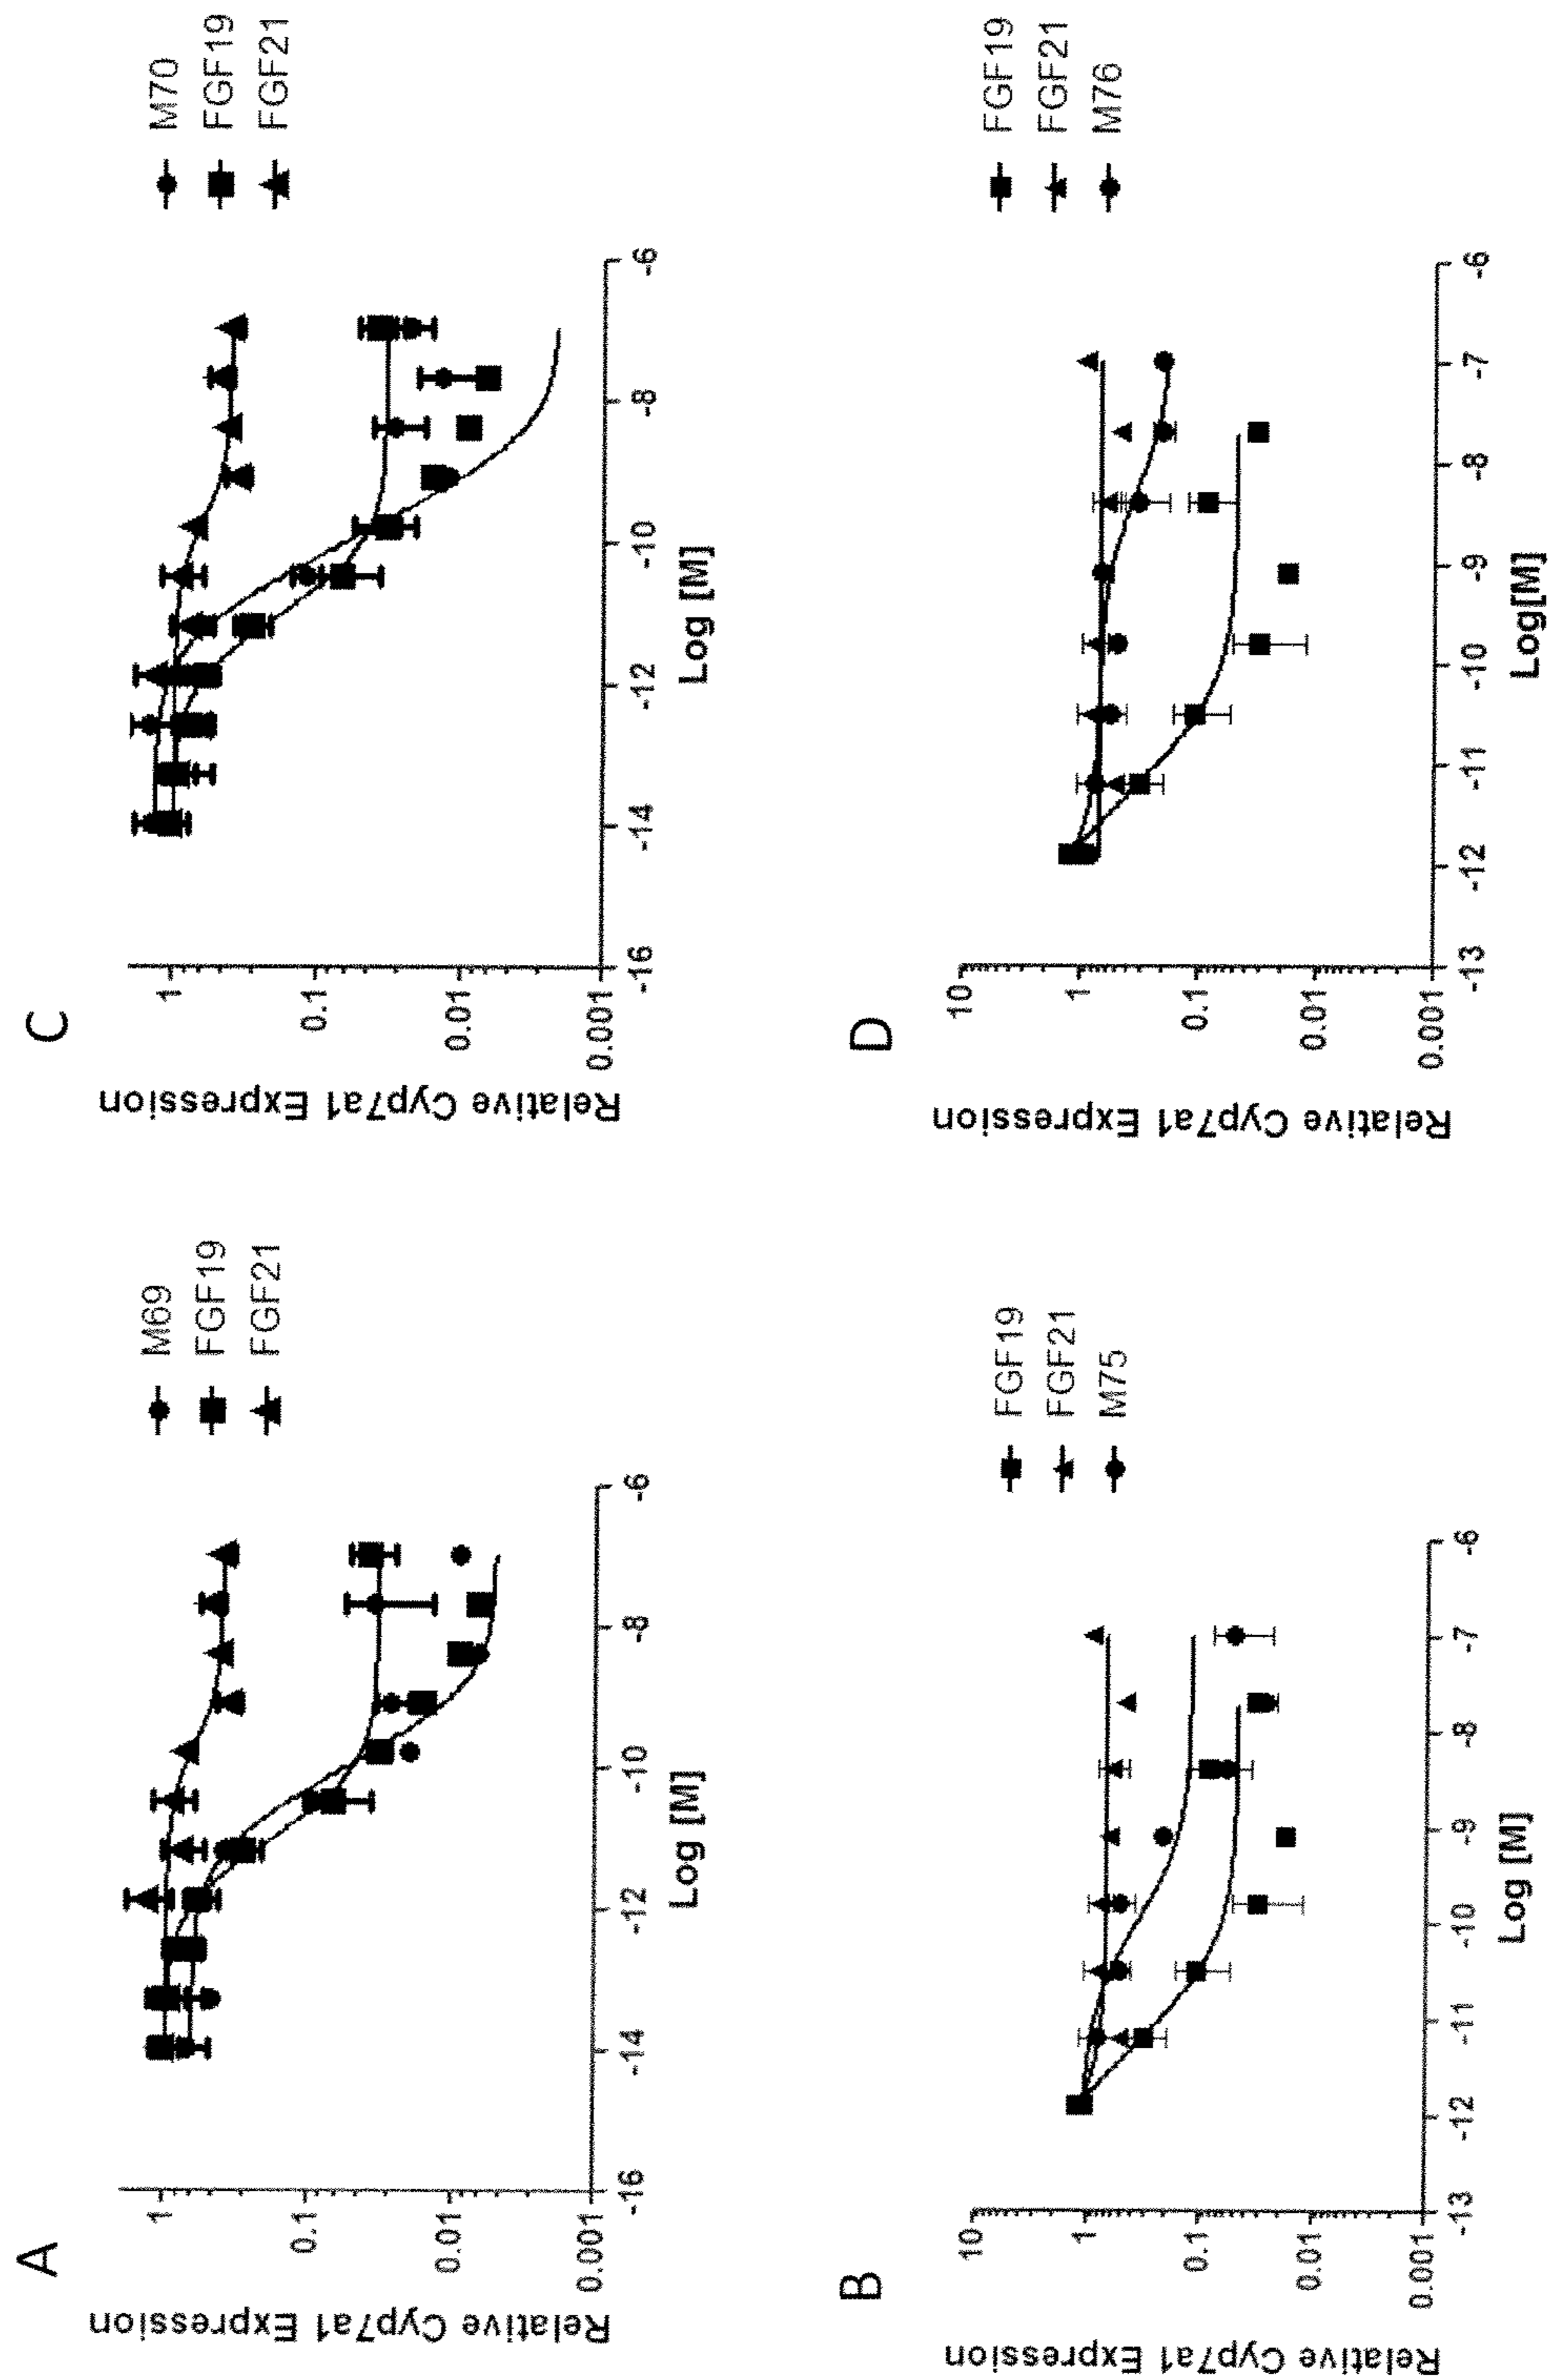 A
Relative Cyp7a1 Expression
1
0.1
0.01
0.001
-16
-14
-12
-10
-8
-6
Log [M]
M69
FGF19
FGF21
C
Relative Cyp7a1 Expression
1
0.1
0.01
0.001
-16
-14
-12
-10
-8
-6
Log [M]
M70
FGF19
FGF21
B
Relative Cyp7a1 Expression
10
1
0.1
0.01
0.001
-13
-12
-11
-10
-9
-8
-7
-6
Log [M]
FGF19
FGF21
M75
D
Relative Cyp7a1 Expression
10
1
0.1
0.01
0.001
-13
-12
-11
-10
-9
-8
-7
-6
Log[M]
FGF19
FGF21
M76